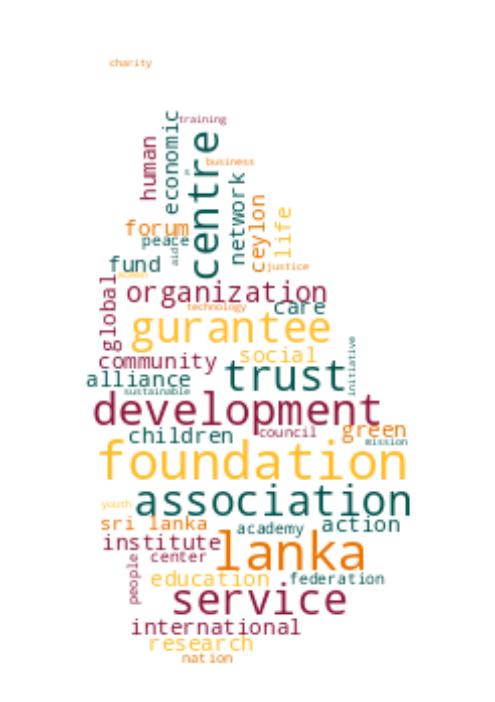 charity
training
economic
human
centre
business
network
ceylon
life
forum
peace
aid
fund
justice
women
global
organization
technology
care
gurantee
social
initiative
community
trust
alliance
sustainable
development
children
council
green
mission
foundation
youth
association
sri lanka
academy
action
institute
lanka
center
people
education
federation
service
international
research
nation